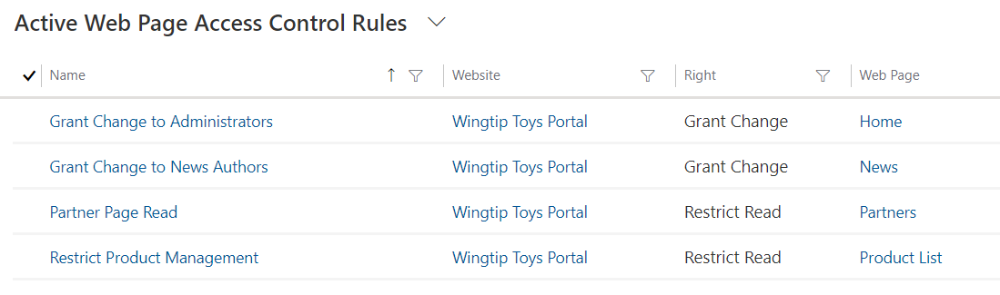 Active Web Page Access Control Rules
Name Website Right Web Page
Grant Change to Administrators Wingtip Toys Portal Grant Change Home
Grant Change to News Authors Wingtip Toys Portal Grant Change News
Partner Page Read Wingtip Toys Portal Restrict Read Partners
Restrict Product Management Wingtip Toys Portal Restrict Read Product List